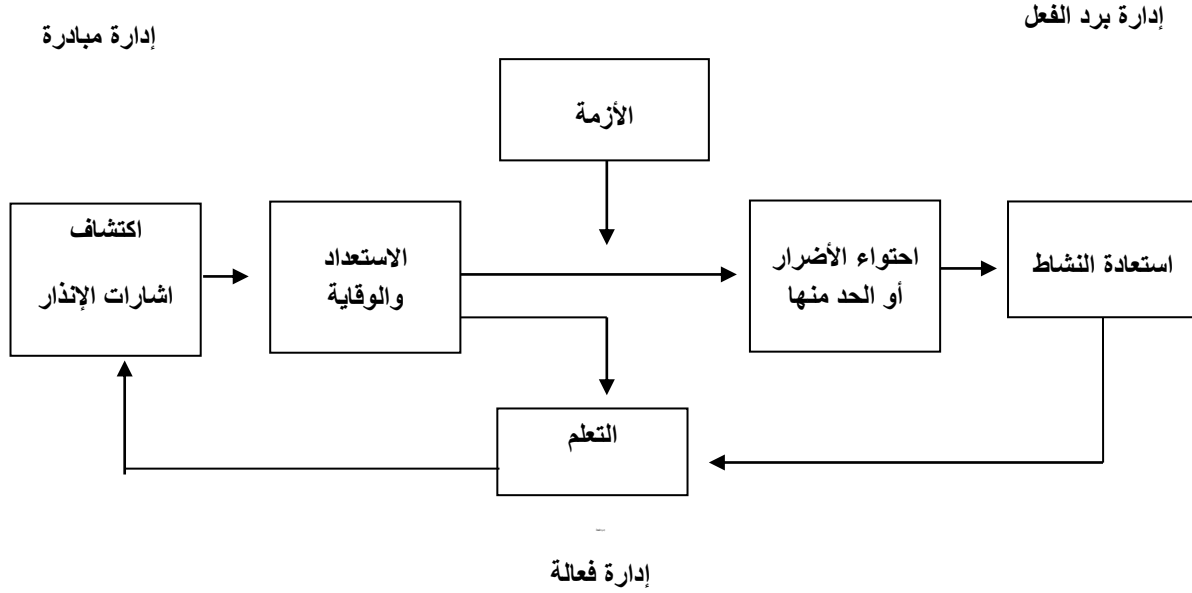 إدارة برد الفعل
إدارة مبادرة
الأزمة
اكتشاف
اشارات الإنذار
الاستعداد
والوقاية
احتواء الأضرار
أو الحد منها
استعادة النشاط
التعلم
إدارة فعالة